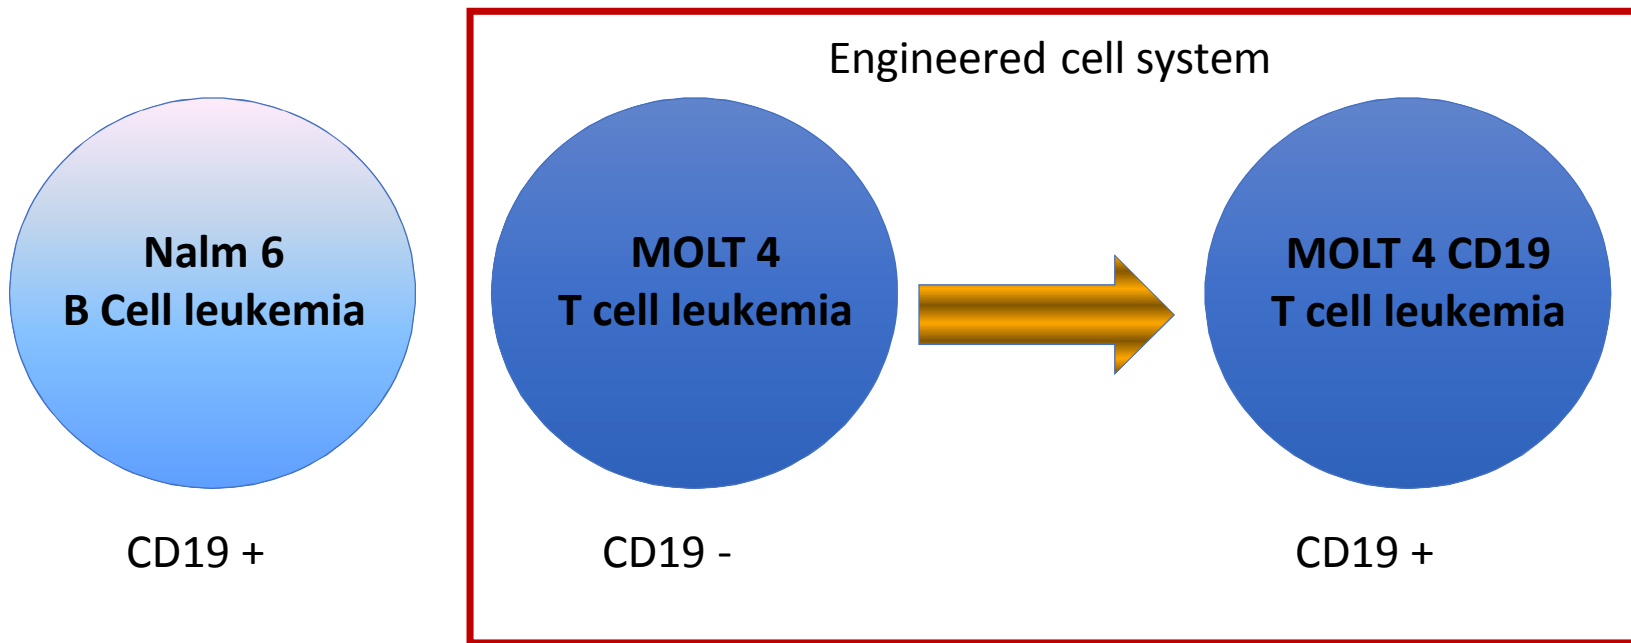 Engineered cell system
Nalm 6
B Cell leukemia
CD19 +
MOLT 4
T cell leukemia
CD19 -
MOLT 4 CD19
T cell leukemia
CD19 +